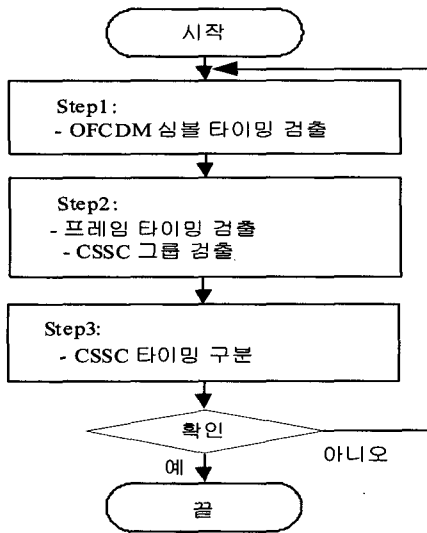 시작
Step1:
- OFCDM 심볼 타이밍 검출
Step2:
- 프레임 타이밍 검출
- CSSC 그룹 검출
Step3:
- CSSC 타이밍 구분
확인
아니오
예
끝